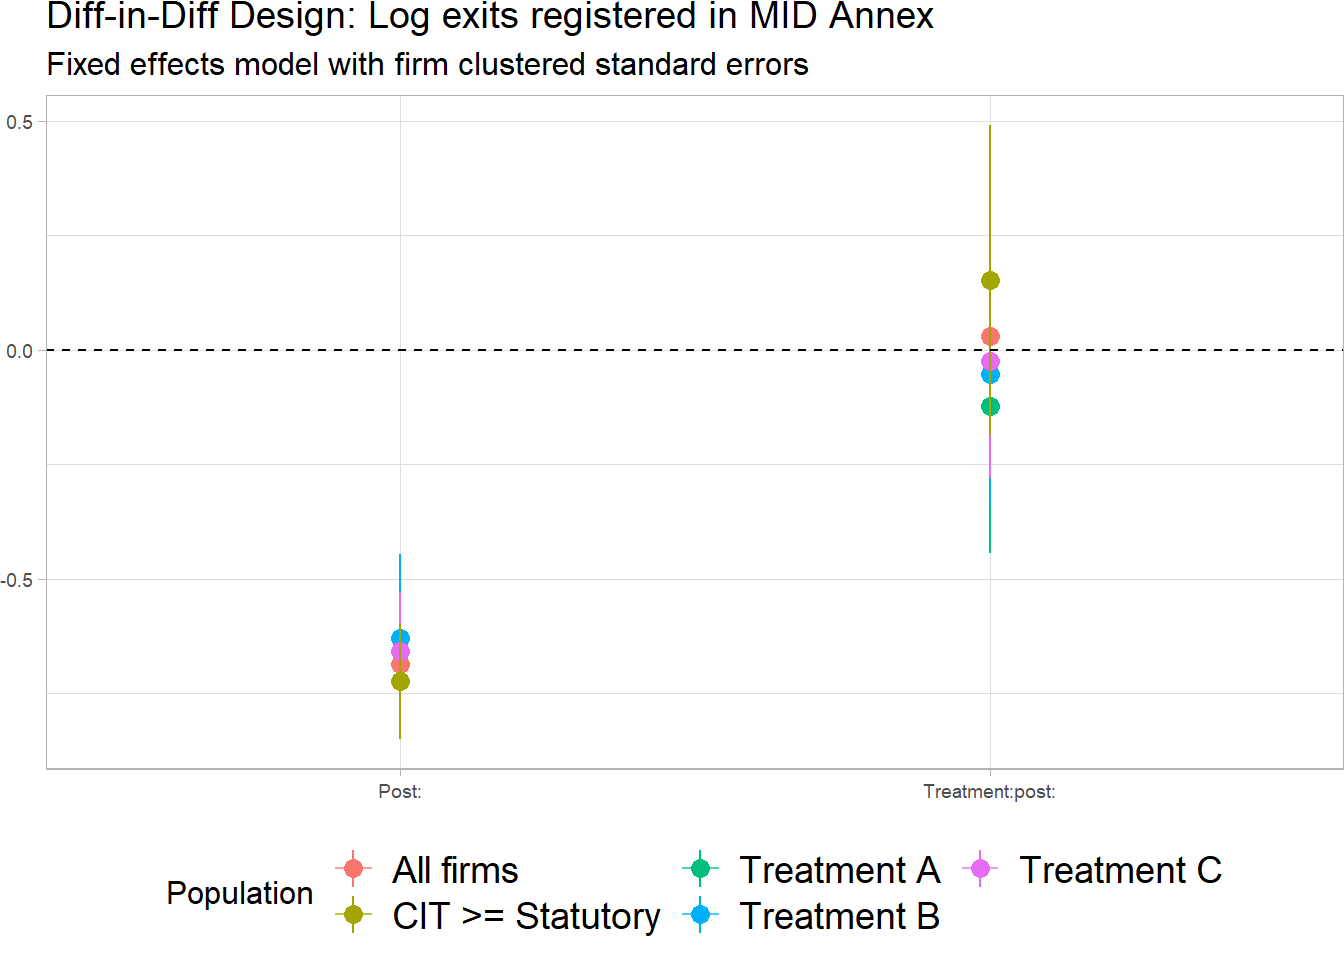 Diff-in-Diff Design: Log exits registered in MID Annex
Fixed effects model with firm clustered standard errors
0.5
0.0
-0.5
Post:
Treatment:post:
Population
All firms
Treatment A
Treatment C
CIT >= Statutory
Treatment B